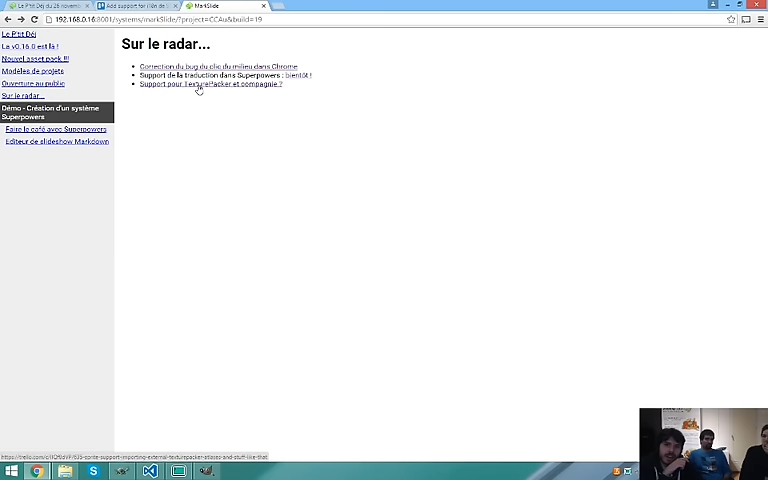 Le P'tit Déj du 28 novemb
Add support for i18n de S
MarkSlide
192.168.0.16:8001/systems/markSlide/?project=CCAu&build=19
Le P'tit Déj
La v0.16.0 est là !
Nouvel asset pack !!!
Modèles de projets
Ouverture au public
Sur le radar...
Démo - Création d'un système
Superpowers
Faire le café avec Superpowers
Editeur de slideshow Markdown
Sur le radar...
Correction du bug du clic du milieu dans Chrome
Support de la traduction dans Superpowers : bientôt !
Support pour TexturePacker et compagnie ?